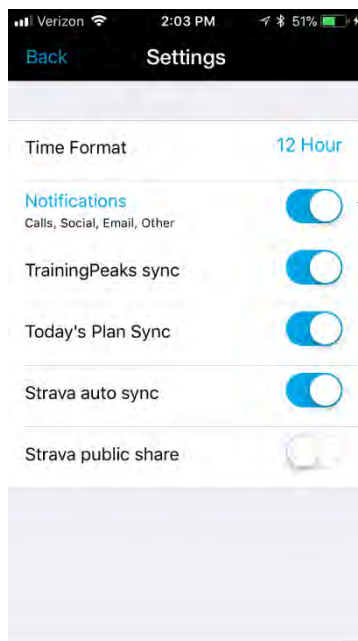 Verizon 2:03 PM 51%
Back Settings
Time Format 12 Hour
Notifications
Calls, Social, Email, Other
TrainingPeaks sync
Today's Plan Sync
Strava auto sync
Strava public share